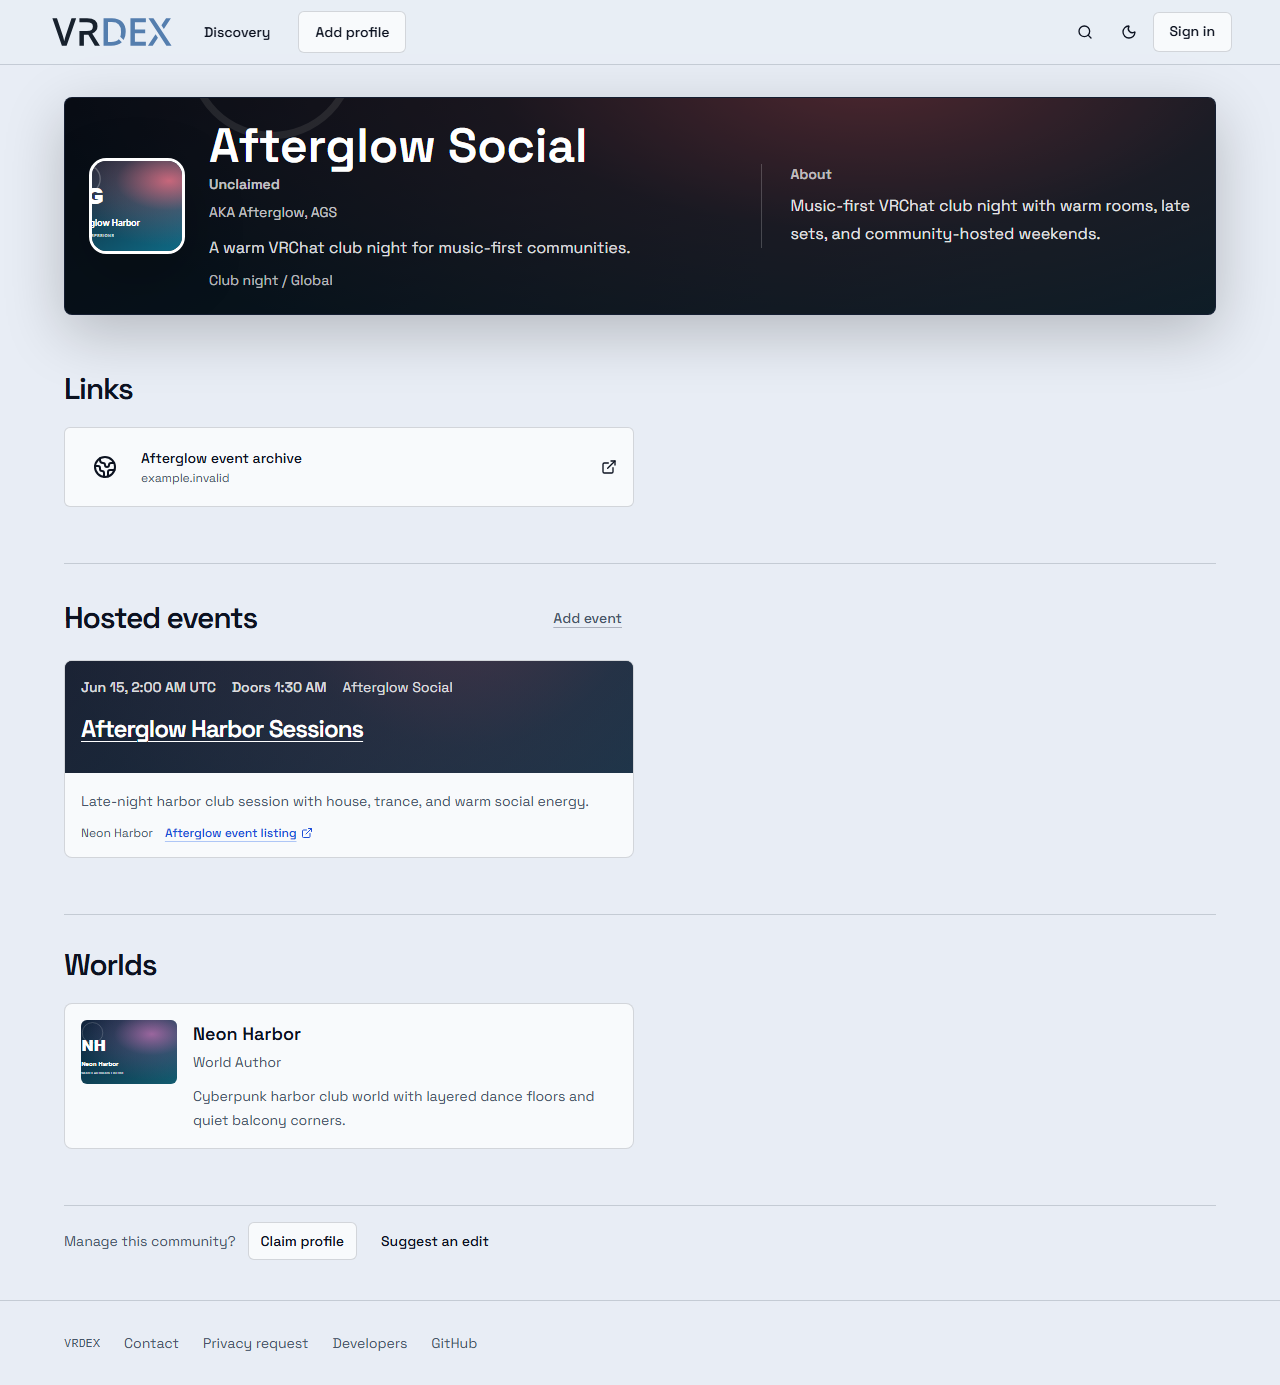 VRDEX
Discovery
Add profile
Sign in
Afterglow Social
Unclaimed
AKA Afterglow, AGS
A warm VRChat club night for music-first communities.
Club night / Global
G
glow Harbor
About
Music-first VRChat club night with warm rooms, late
sets, and community-hosted weekends.
Links
Afterglow event archive
example.invalid
Hosted events
Add event
Jun 15, 2:00 AM UTC Doors 1:30 AM Afterglow Social
Afterglow Harbor Sessions
Late-night harbor club session with house, trance, and warm social energy.
Neon Harbor Afterglow event listing
Worlds
NH
Neon Harbor
Neon Harbor
World Author
Cyberpunk harbor club world with layered dance floors and
quiet balcony corners.
Manage this community? Claim profile Suggest an edit
VRDEX Contact Privacy request Developers GitHub